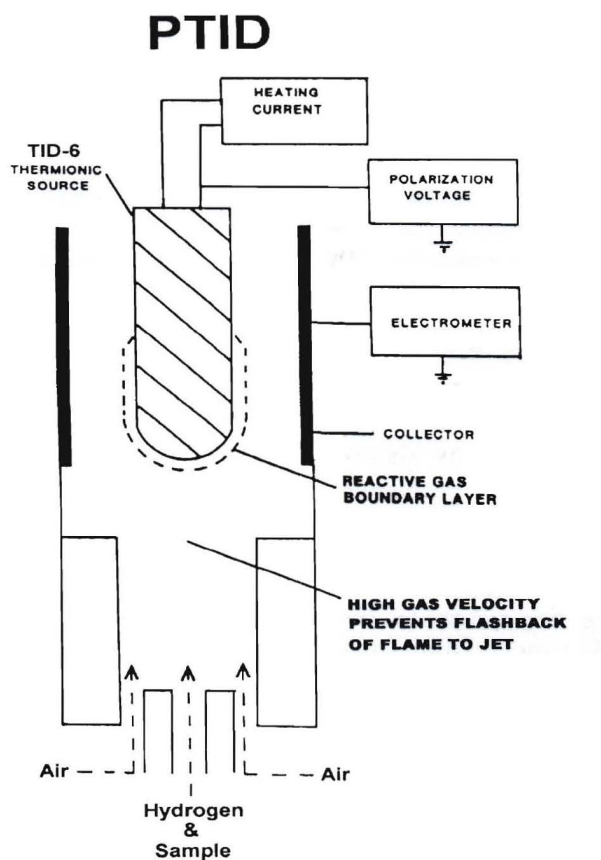 PTID
HEATING
CURRENT
TID-6
THERMIONIC
SOURCE
POLARIZATION
VOLTAGE
ELECTROMETER
COLLECTOR
REACTIVE GAS
BOUNDARY LAYER
HIGH GAS VELOCITY
PREVENTS FLASHBACK
OF FLAME TO JET
Air
Air
Hydrogen
&
Sample